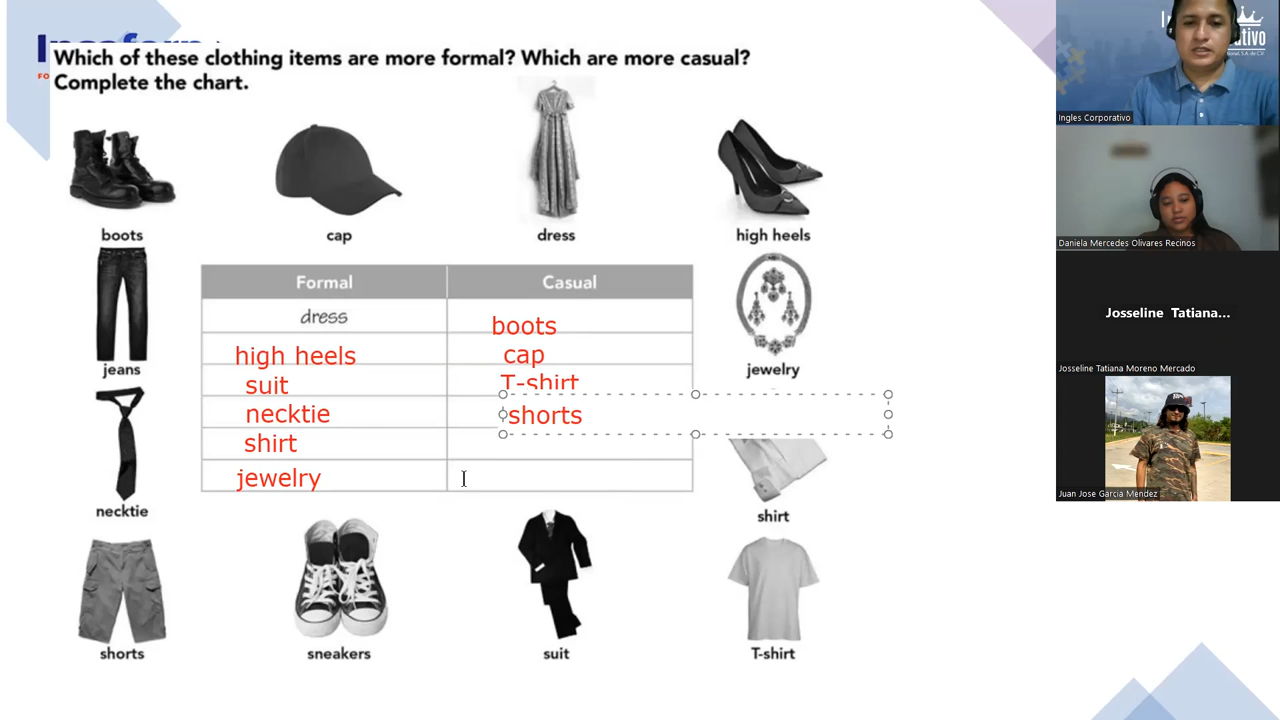 Which of these clothing items are more formal? Which are more casual?
Complete the chart.
boots
cap
dress
high heels
Formal
Casual
dress
boots
high heels
cap
suit
T-shirt
necktie
shorts
shirt
jewelry
jeans
jewelry
necktie
shirt
shorts
sneakers
suit
T-shirt
Ingles Corporativo
Daniela Mercedes Olivares Recinos
Josseline Tatiana...
Josseline Tatiana Moreno Mercado
Juan Jose Garcia Mendez